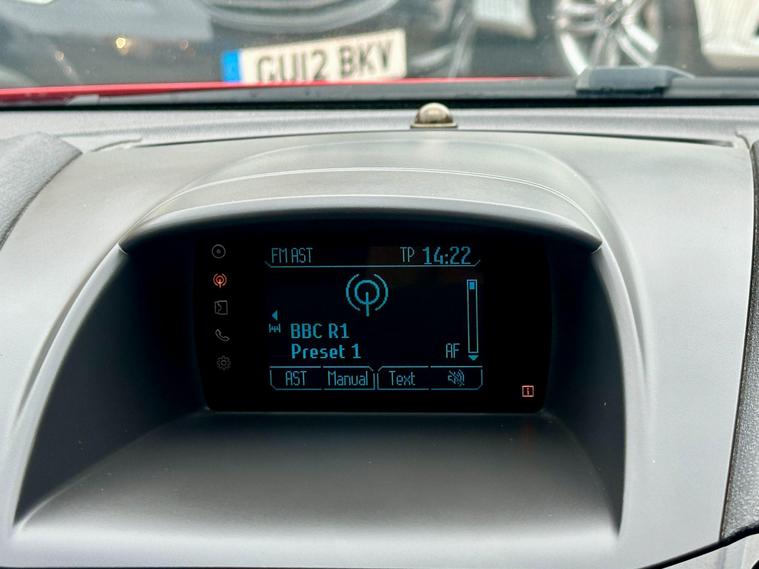 GU12 BKV
FM AST TP 14:22
BBC R1
Preset 1 AF
AST Manual Text
i